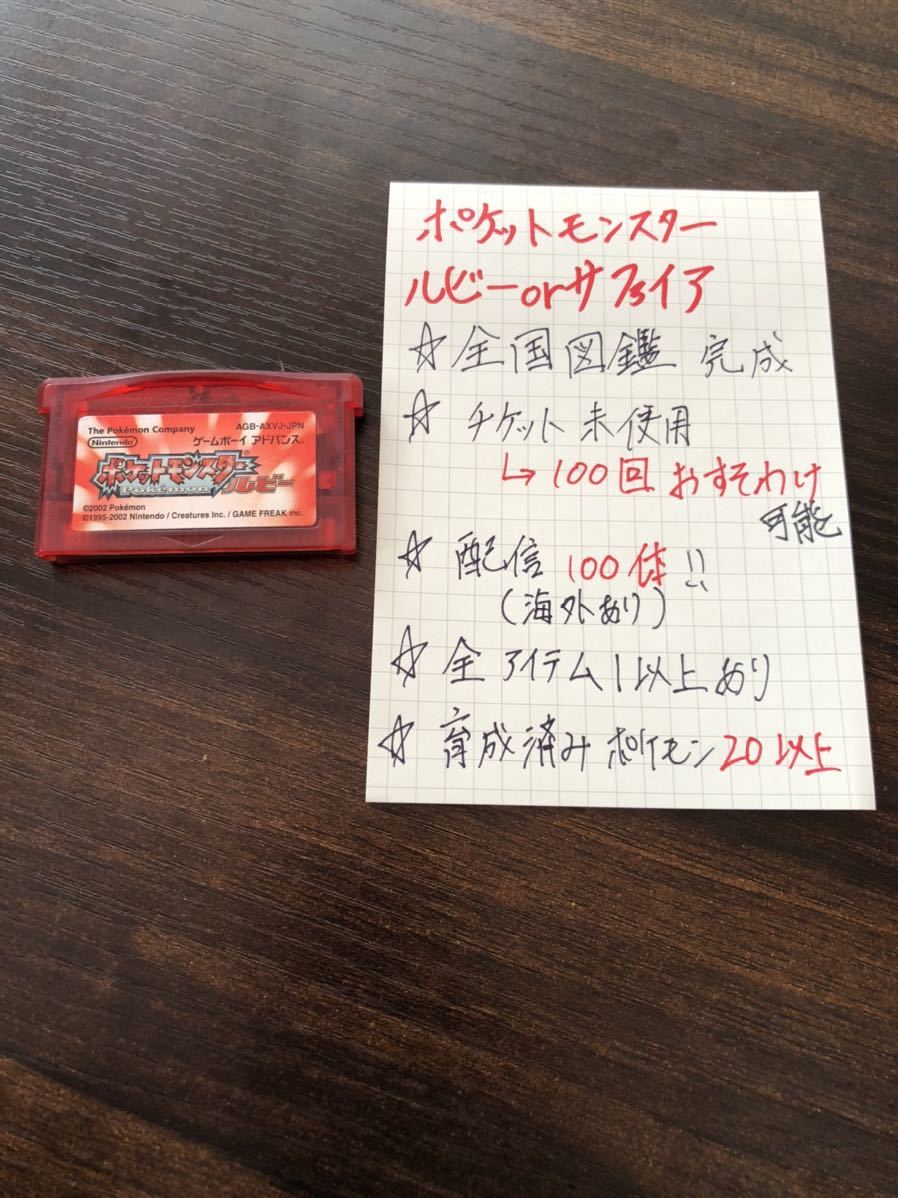 The Pokémon Company
AGB-AXVJ-JPN
Nintendo
ゲームボーイ アドバンス
ポケットモンスター
Pokémon ルビー
©2002 Pokémon
©1995-2002 Nintendo / Creatures Inc. / GAME FREAK inc.
ポケットモンスター
ルビーorサファイア
☆ 全国図鑑 完成
☆ チケット 未使用
↳ 100回 おすそわけ
可能
☆ 配信 100体!!
(海外あり)
☆ 全アイテム1以上あり
☆ 育成済みポケモン20以上